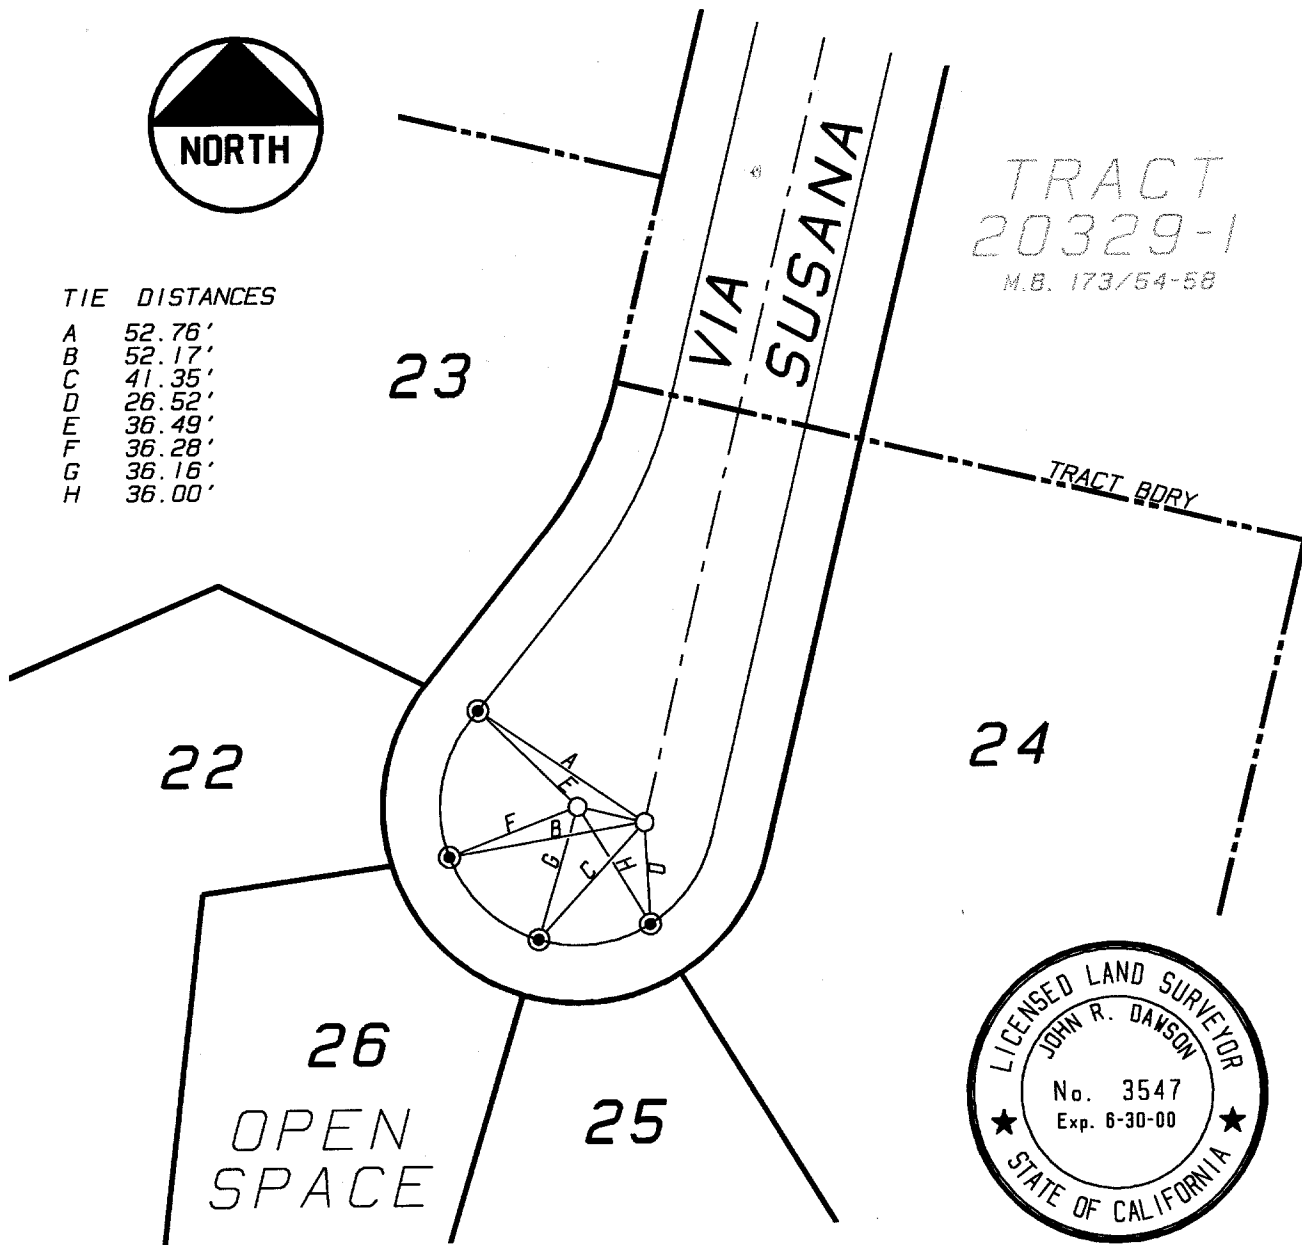 NORTH
TRACT
20329-1
M.B. 173/54-58
VIA
SUSANA
TIE DISTANCES
A 52.76'
B 52.17'
C 41.35'
D 26.52'
E 36.49'
F 36.28'
G 36.16'
H 36.00'
23
TRACT BDRY
22
24
A
E
F
B
G
C
H
D
26
OPEN
SPACE
25
LICENSED LAND SURVEYOR
JOHN R. DAWSON
No. 3547
Exp. 6-30-00
STATE OF CALIFORNIA